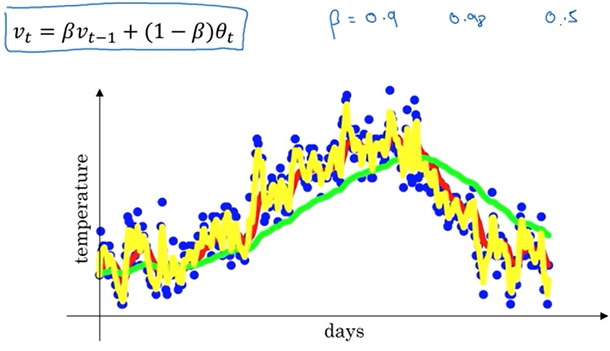 v_t = βv_{t−1} + (1 − β)θ_t
β = 0.9 0.98 0.5
temperature
days